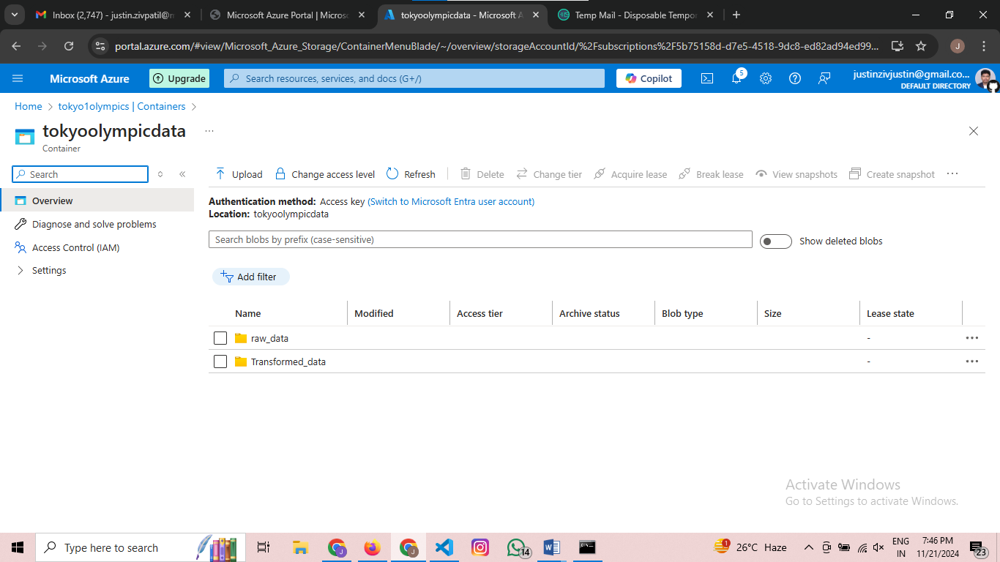 Inbox (2,747) - justin.zivpatil@m
Microsoft Azure Portal | Microso
tokyoolympicdata - Microsoft A
Temp Mail - Disposable Tempo
portal.azure.com/#view/Microsoft_Azure_Storage/ContainerMenuBlade/~/overview/storageAccountId/%2Fsubscriptions%2F5b75158d-d7e5-4518-9dc8-ed82ad94ed99...
J
Microsoft Azure
Upgrade
Search resources, services, and docs (G+/)
Copilot
5
justinzivjustin@gmail.co...
DEFAULT DIRECTORY
Home > tokyo1olympics | Containers >
tokyoolympicdata ...
Container
Search
Upload Change access level Refresh Delete Change tier Acquire lease Break lease View snapshots Create snapshot ...
Overview
Diagnose and solve problems
Access Control (IAM)
Settings
Authentication method: Access key (Switch to Microsoft Entra user account)
Location: tokyoolympicdata
Search blobs by prefix (case-sensitive)
Show deleted blobs
Add filter
Name Modified Access tier Archive status Blob type Size Lease state
raw_data - ...
Transformed_data - ...
Activate Windows
Go to Settings to activate Windows.
Type here to search
J
J
14
1
26°C Haze
ENG
IN
7:46 PM
11/21/2024
23